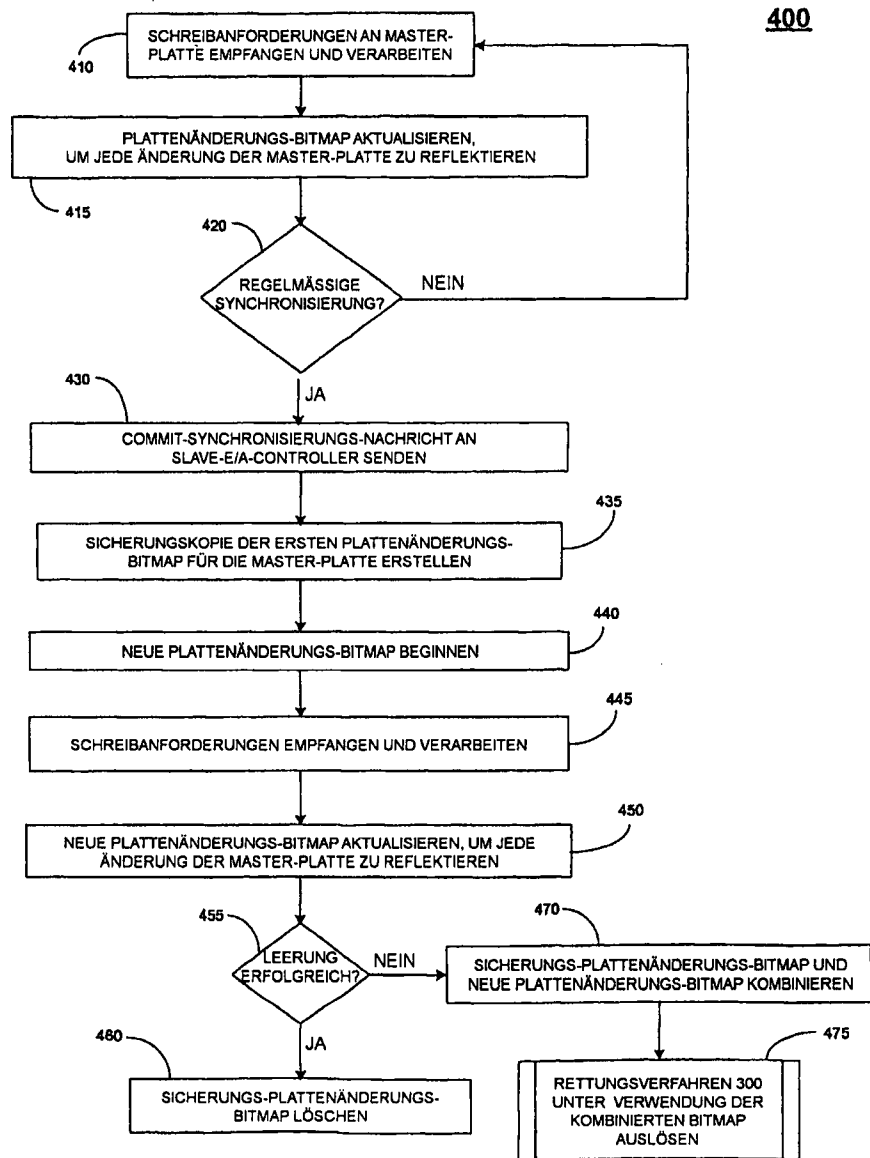 400
SCHREIBANFORDERUNGEN AN MASTER-
PLATTE EMPFANGEN UND VERARBEITEN
410
PLATTENÄNDERUNGS-BITMAP AKTUALISIEREN,
UM JEDE ÄNDERUNG DER MASTER-PLATTE ZU REFLEKTIEREN
415
420
REGELMÄSSIGE
SYNCHRONISIERUNG?
NEIN
JA
430
COMMIT-SYNCHRONISIERUNGS-NACHRICHT AN
SLAVE-E/A-CONTROLLER SENDEN
435
SICHERUNGSKOPIE DER ERSTEN PLATTENÄNDERUNGS-
BITMAP FÜR DIE MASTER-PLATTE ERSTELLEN
440
NEUE PLATTENÄNDERUNGS-BITMAP BEGINNEN
445
SCHREIBANFORDERUNGEN EMPFANGEN UND VERARBEITEN
450
NEUE PLATTENÄNDERUNGS-BITMAP AKTUALISIEREN, UM JEDE
ÄNDERUNG DER MASTER-PLATTE ZU REFLEKTIEREN
455
LEERUNG
ERFOLGREICH?
NEIN
470
SICHERUNGS-PLATTENÄNDERUNGS-BITMAP UND
NEUE PLATTENÄNDERUNGS-BITMAP KOMBINIEREN
JA
460
SICHERUNGS-PLATTENÄNDERUNGS-
BITMAP LÖSCHEN
475
RETTUNGSVERFAHREN 300
UNTER VERWENDUNG DER
KOMBINIERTEN BITMAP
AUSLÖSEN